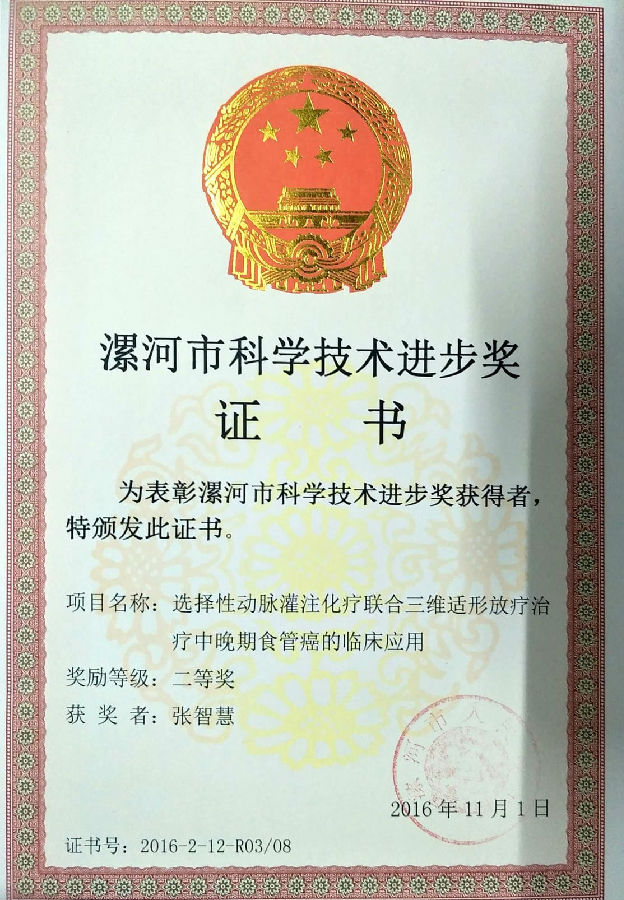 漯河市科学技术进步奖
证 书
为表彰漯河市科学技术进步奖获得者，
特颁发此证书。
项目名称：选择性动脉灌注化疗联合三维适形放疗治
疗中晚期食管癌的临床应用
奖励等级：二等奖
获 奖 者：张智慧
河市人
2016年11月1日
证书号：2016-2-12-R03/08